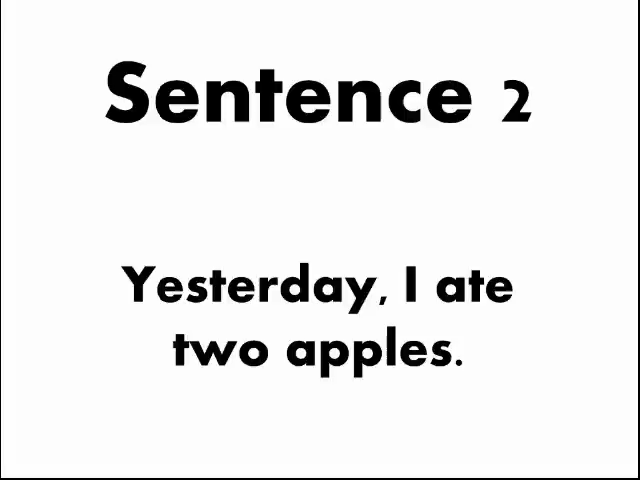 Sentence 2
Yesterday, I ate
two apples.